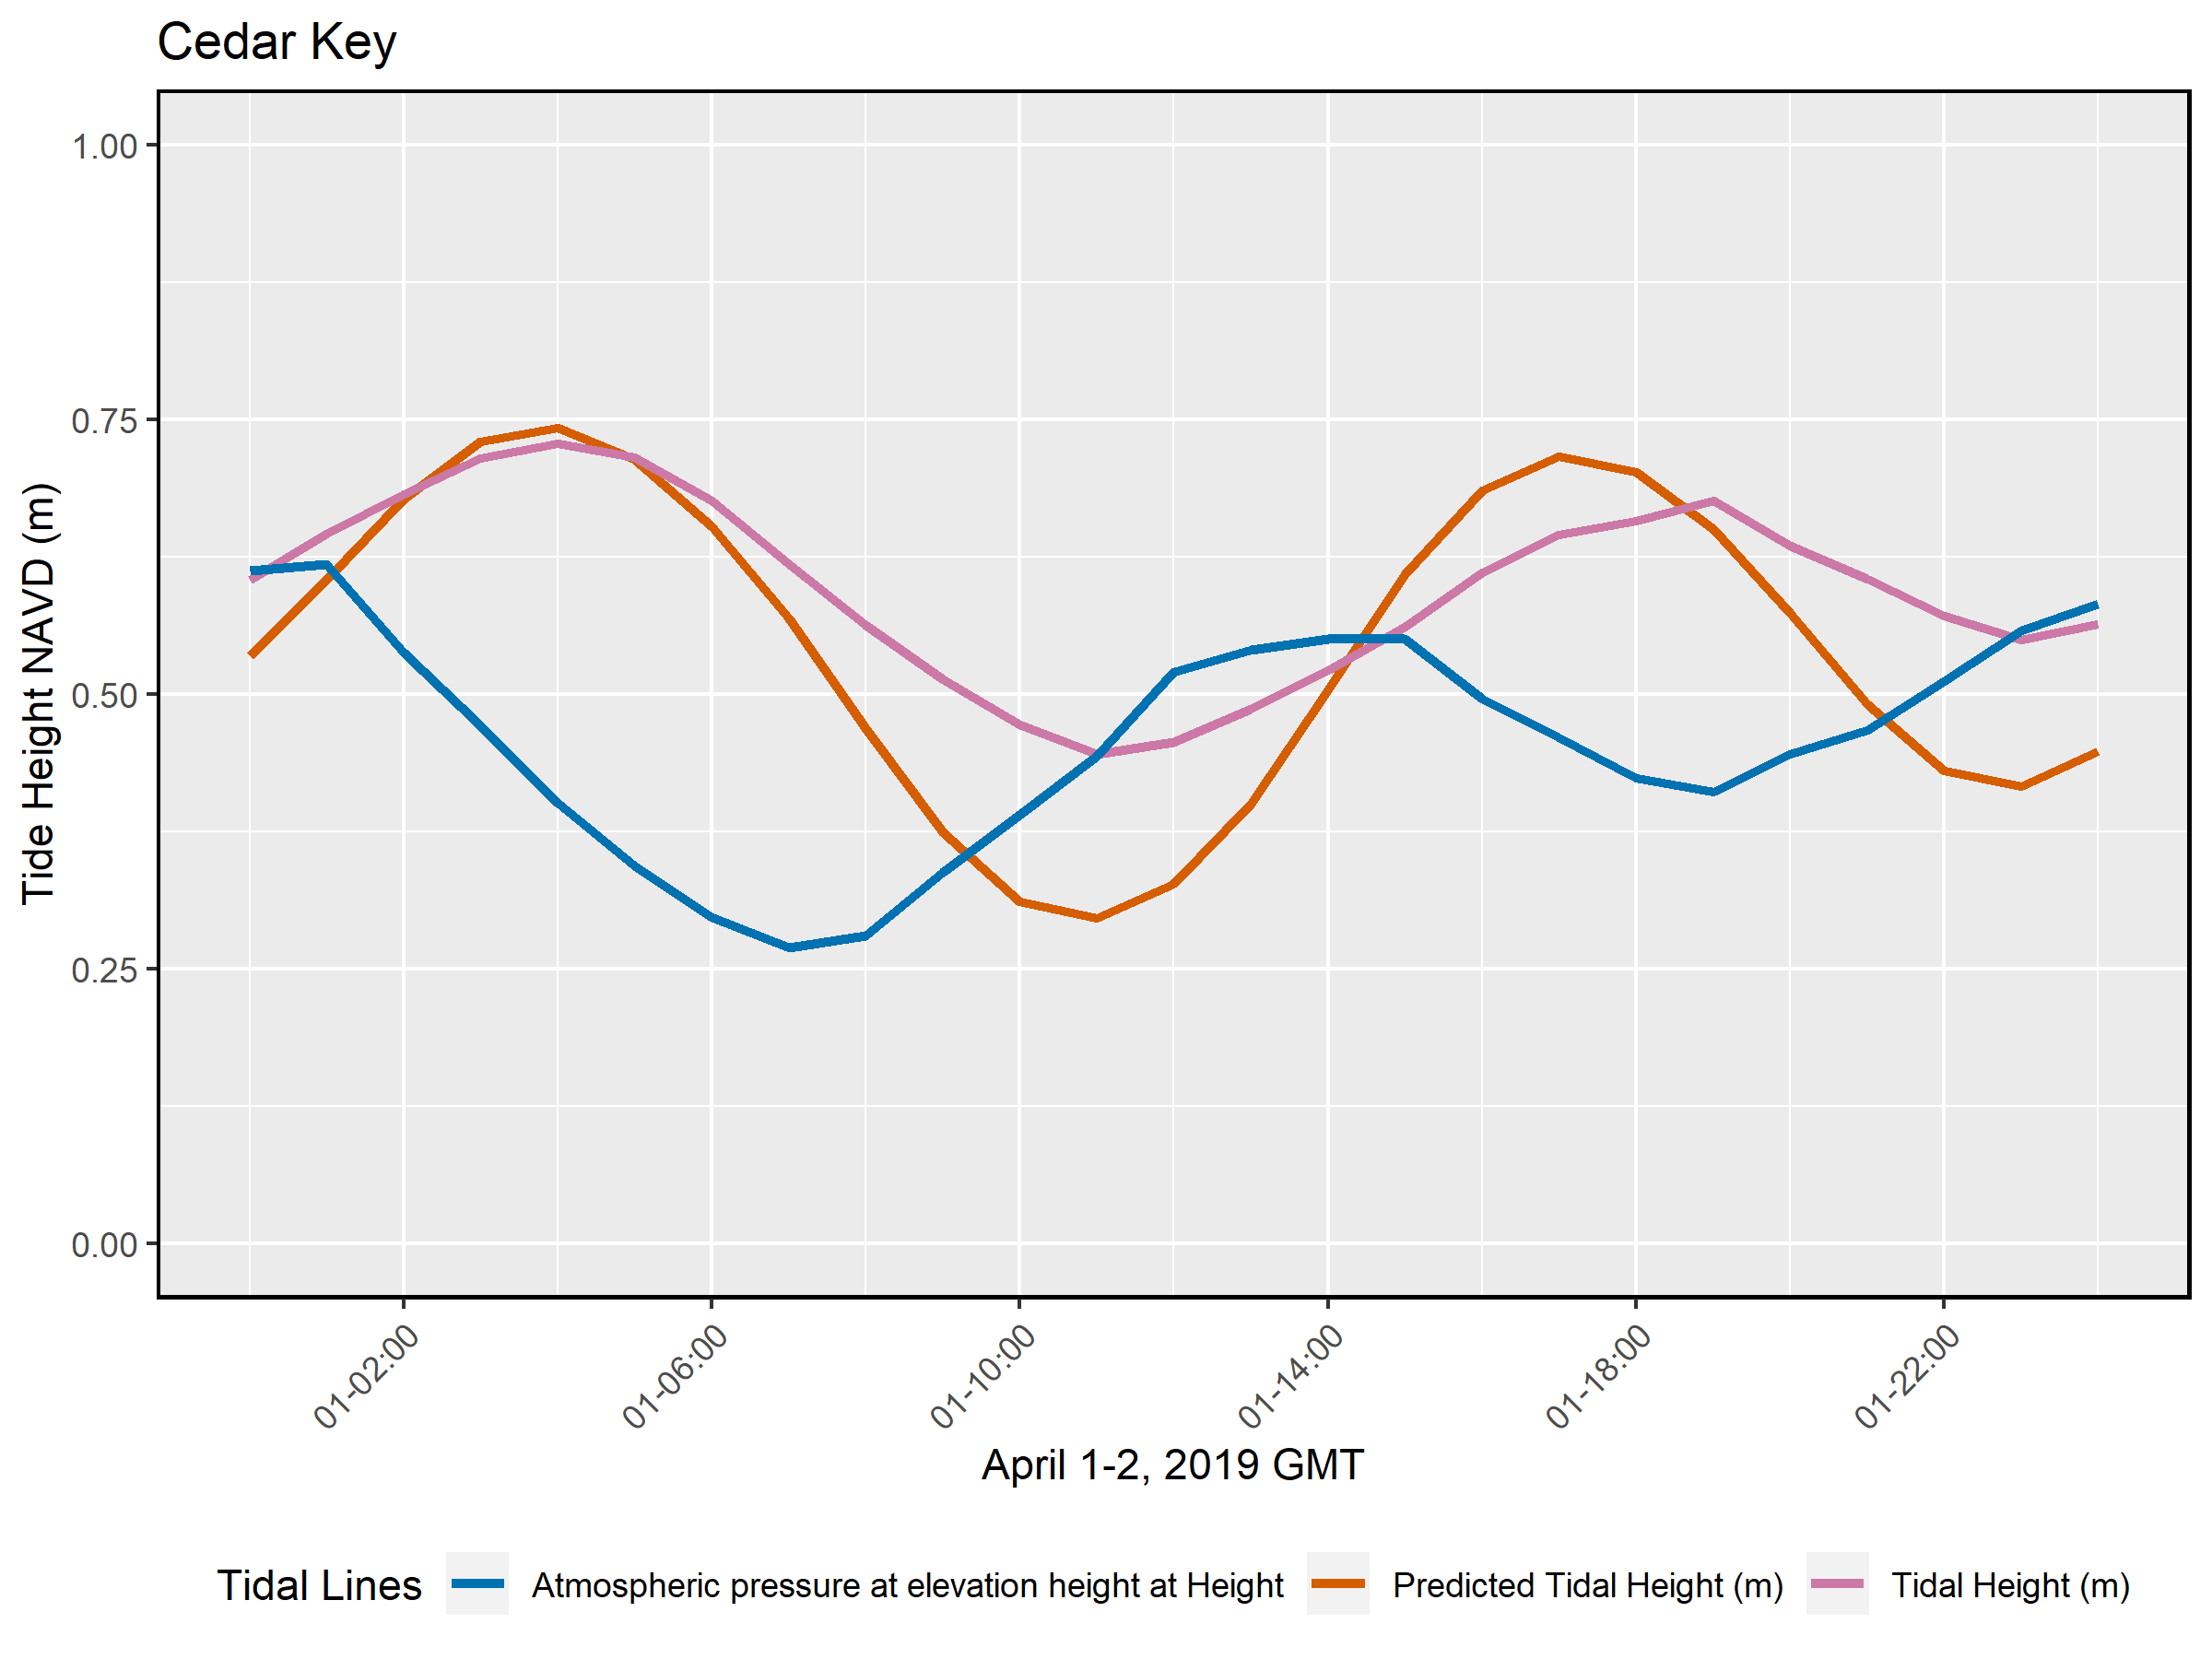 Cedar Key
Tide Height NAVD (m)
1.00
0.75
0.50
0.25
0.00
01-02:00
01-06:00
01-10:00
01-14:00
01-18:00
01-22:00
April 1-2, 2019 GMT
Tidal Lines
Atmospheric pressure at elevation height at Height
Predicted Tidal Height (m)
Tidal Height (m)